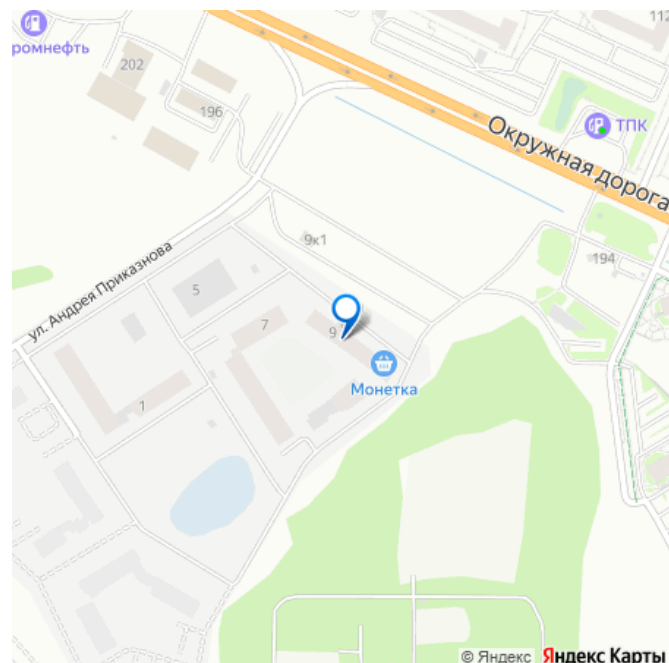 ромнефть
202
196
112
ТПК
Окружная дорога
9к1
194
ул. Андрея Приказнова
5
7
9
Монетка
1
© Яндекс Яндекс Карты